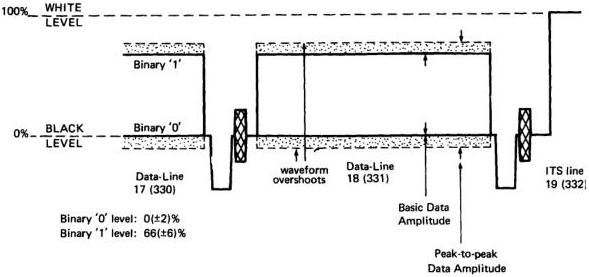 100% WHITE
LEVEL
Binary '1'
0% BLACK
LEVEL
Binary '0'
Data-Line
17 (330)
waveform
overshoots
Data-Line
18 (331)
ITS line
19 (332)
Basic Data
Amplitude
Peak-to-peak
Data Amplitude
Binary '0' level: 0(±2)%
Binary '1' level: 66(±6)%